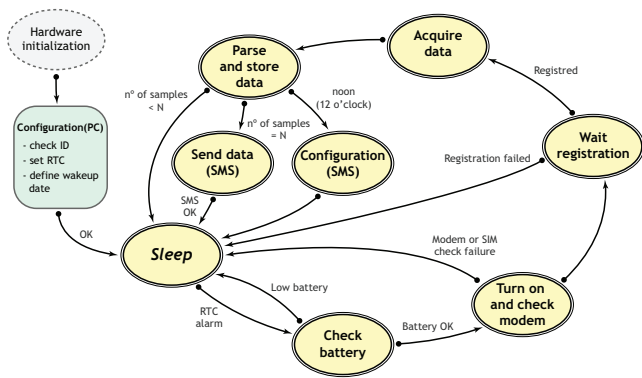 Hardware
initialization
Configuration(PC)
- check ID
- set RTC
- define wakeup
date
OK
Parse
and store
data
Acquire
data
Registred
nº of samples
< N
nº of samples
= N
noon
(12 o'clock)
Send data
(SMS)
Configuration
(SMS)
Wait
registration
Registration failed
SMS
OK
Sleep
Modem or SIM
check failure
Low battery
RTC
alarm
Check
battery
Battery OK
Turn on
and check
modem